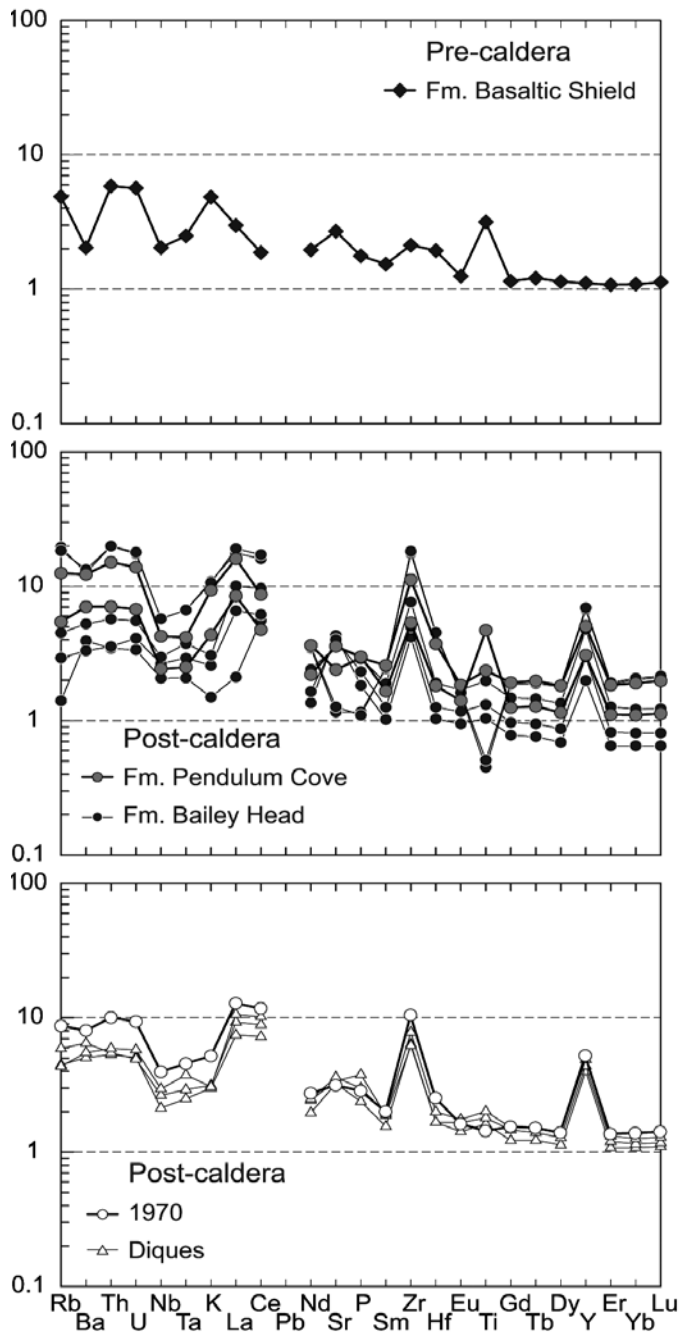 100
Pre-caldera
Fm. Basaltic Shield
10
1
0.1
100
10
1
Post-caldera
Fm. Pendulum Cove
Fm. Bailey Head
0.1
100
10
1
Post-caldera
1970
Diques
0.1
Rb Th Nb K Ce Nd P Zr Eu Gd Dy Er Lu
Ba U Ta La Pb Sr Sm Hf Ti Tb Y Yb